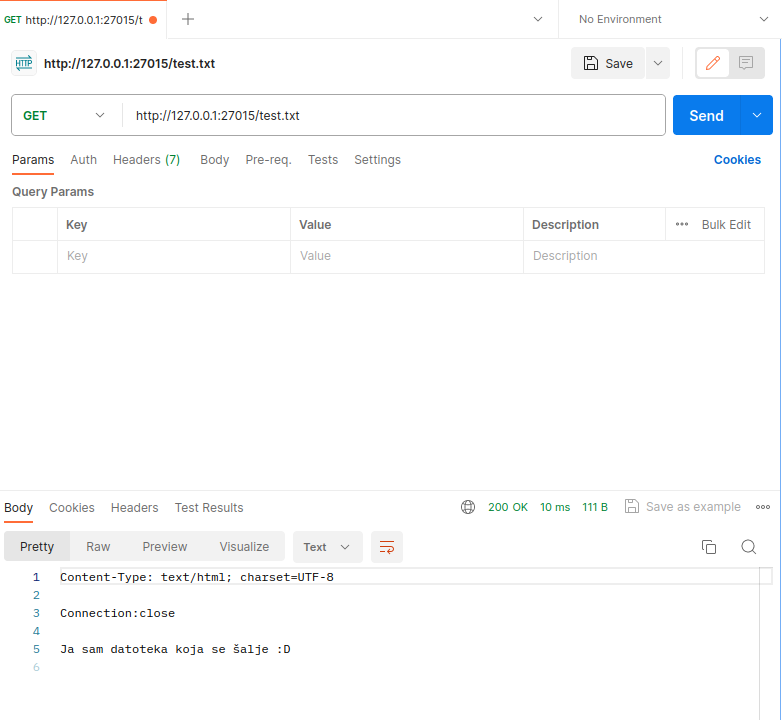 GET http://127.0.0.1:27015/t
No Environment
HTTP http://127.0.0.1:27015/test.txt
Save
GET http://127.0.0.1:27015/test.txt
Send
Params Auth Headers (7) Body Pre-req. Tests Settings Cookies
Query Params
Key Value Description ••• Bulk Edit
Key Value Description
Body Cookies Headers Test Results 200 OK 10 ms 111 B Save as example
Pretty Raw Preview Visualize Text
1 Content-Type: text/html; charset=UTF-8
2
3 Connection:close
4
5 Ja sam datoteka koja se šalje :D
6